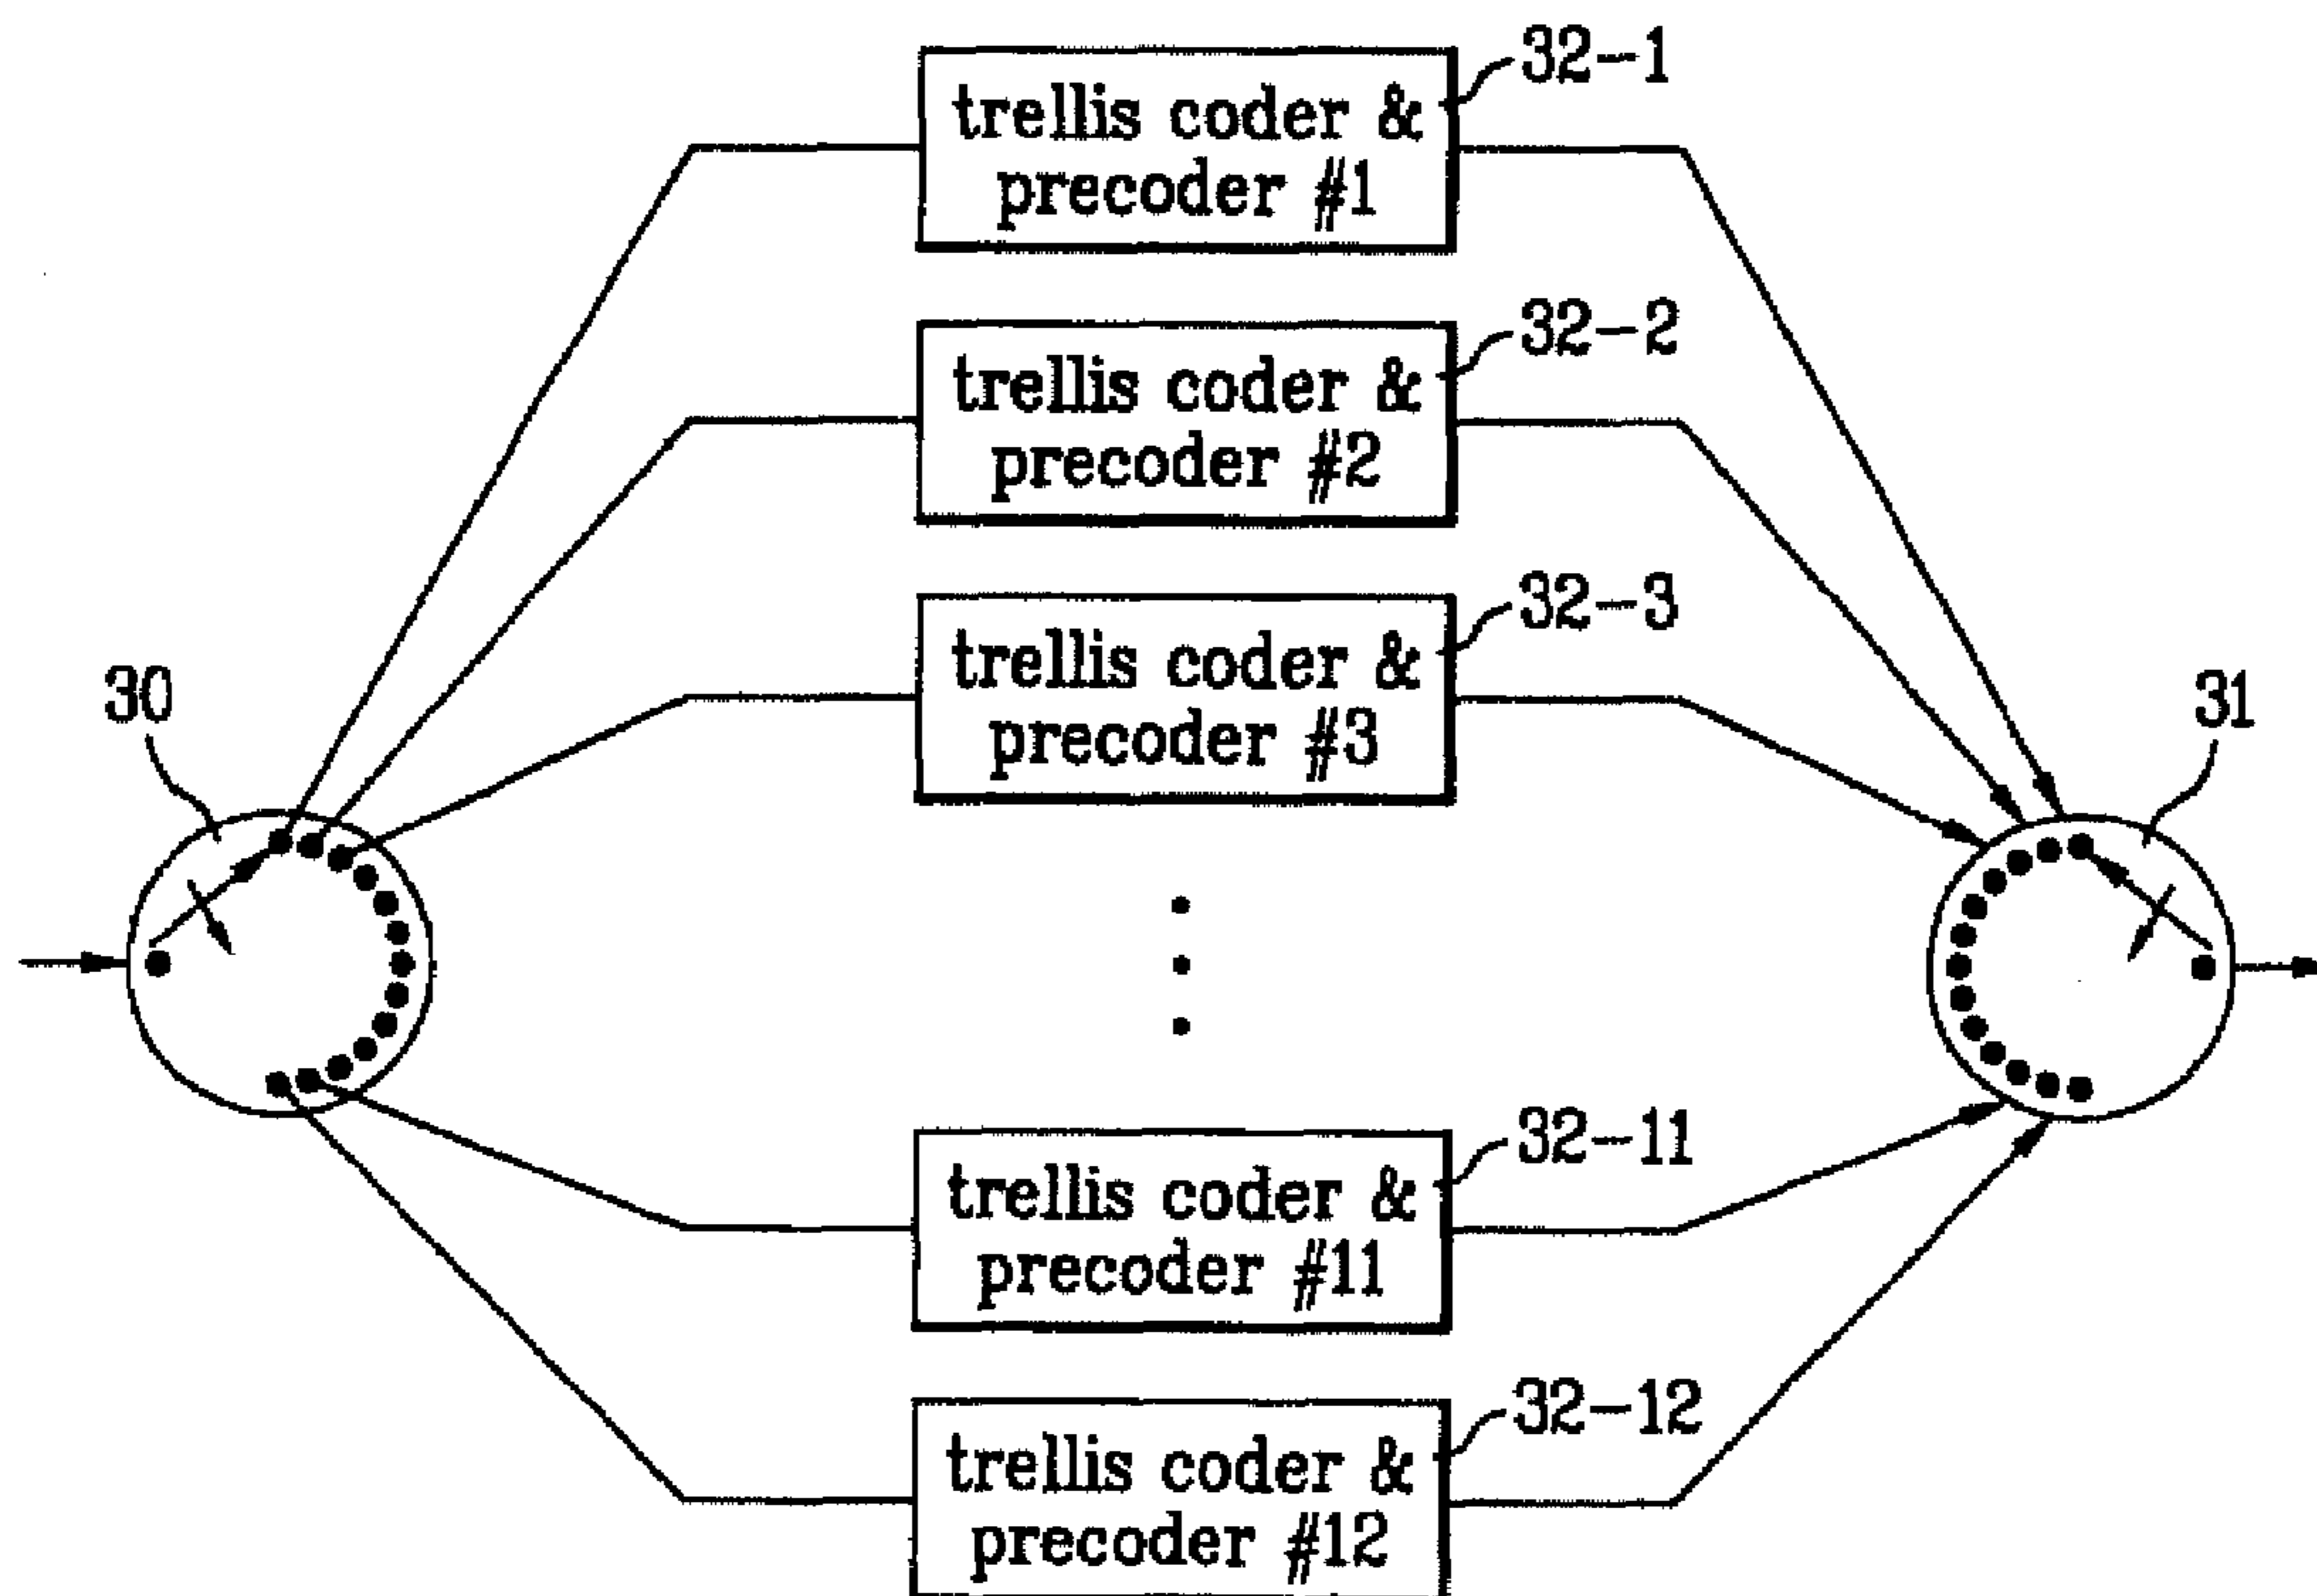 32-1
trellis coder &
precoder #1
32-2
trellis coder &
precoder #2
32-3
trellis coder &
precoder #3
30
31
32-11
trellis coder &
precoder #11
32-12
trellis coder &
precoder #12